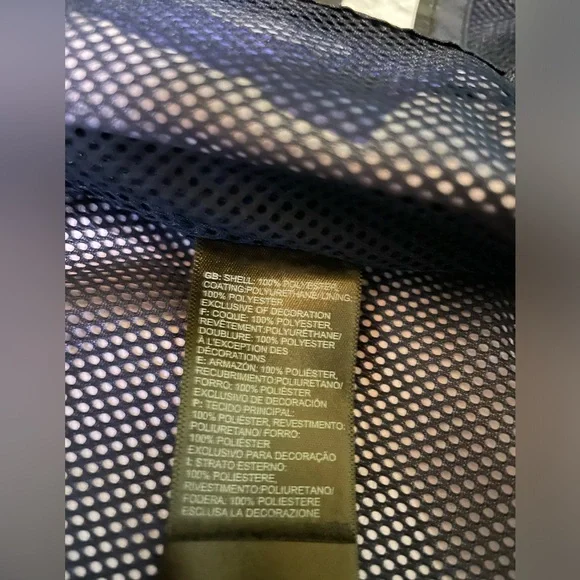 GB: SHELL: 100% POLYESTER,
COATING:POLYURETHANE/LINING:
100% POLYESTER
EXCLUSIVE OF DECORATION
F: COQUE: 100% POLYESTER,
REVÊTEMENT:POLYURÉTHANE/
DOUBLURE: 100% POLYESTER
À L'EXCEPTION DES
DÉCORATIONS
E: ARMAZÓN: 100% POLIÉSTER,
RECUBRIMENTO:POLIURETANO/
FORRO: 100% POLIÉSTER
EXCLUSIVO DE DECORACIÓN
P: TECIDO PRINCIPAL:
100% POLIÉSTER, REVESTIMENTO:
POLIURETANO/ FORRO:
100% POLIÉSTER
EXCLUSIVO PARA DECORAÇÃO
I: STRATO ESTERNO:
100% POLIESTERE,
RIVESTIMENTO:POLIURETANO/
FODERA: 100% POLIESTERE
ESCLUSA LA DECORAZIONE